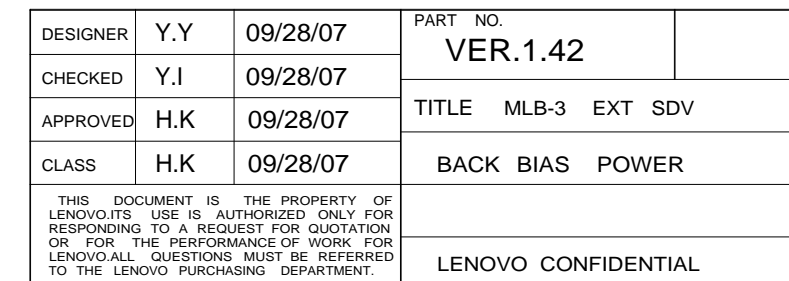 DESIGNER Y.Y 09/28/07
CHECKED Y.I 09/28/07
APPROVED H.K 09/28/07
CLASS H.K 09/28/07
THIS DOCUMENT IS THE PROPERTY OF
LENOVO.ITS USE IS AUTHORIZED ONLY FOR
RESPONDING TO A REQUEST FOR QUOTATION
OR FOR THE PERFORMANCE OF WORK FOR
LENOVO.ALL QUESTIONS MUST BE REFERRED
TO THE LENOVO PURCHASING DEPARTMENT.
PART NO.
VER.1.42
TITLE MLB-3 EXT SDV
BACK BIAS POWER
LENOVO CONFIDENTIAL